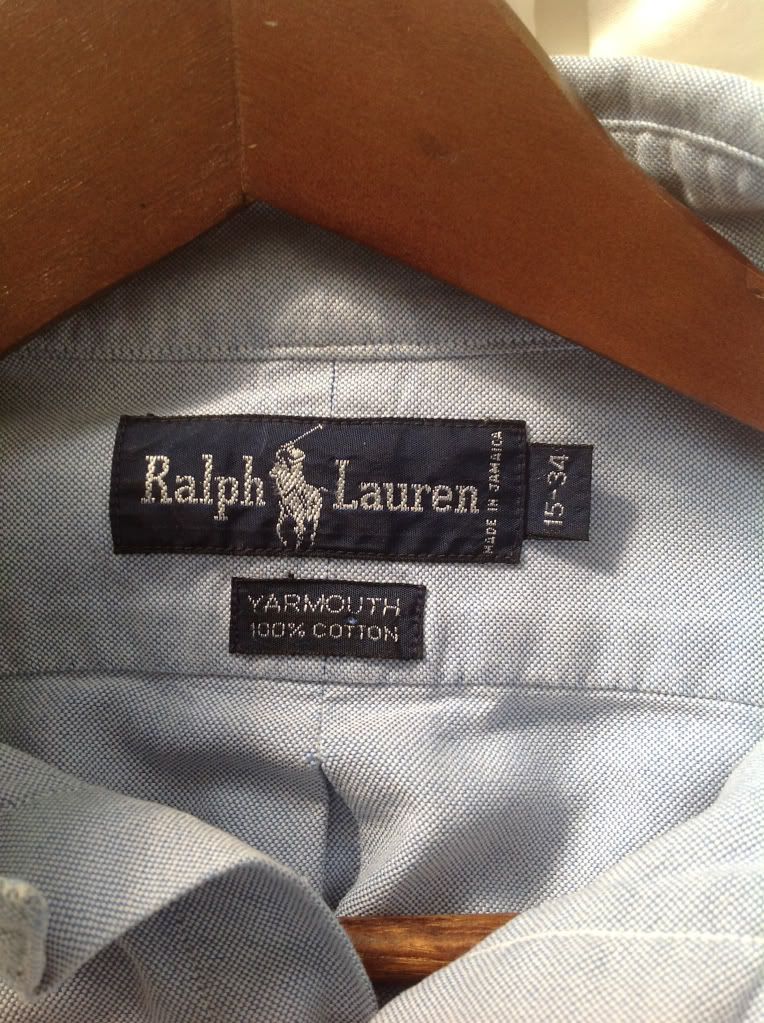 Ralph Lauren
MADE IN JAMAICA
15-34
YARMOUTH
100% COTTON